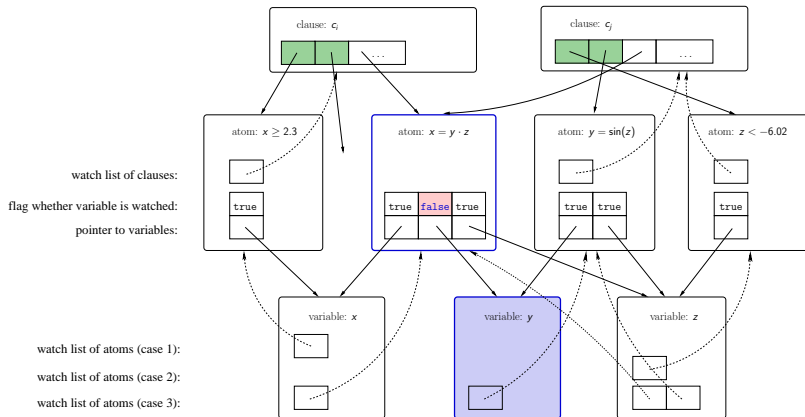 clause: cᵢ
clause: cⱼ
... ...
atom: x ≥ 2.3 atom: x = y · z atom: y = sin(z) atom: z < −6.02
watch list of clauses:
flag whether variable is watched: true true false true true true true
pointer to variables:
variable: x variable: y variable: z
watch list of atoms (case 1):
watch list of atoms (case 2):
watch list of atoms (case 3):